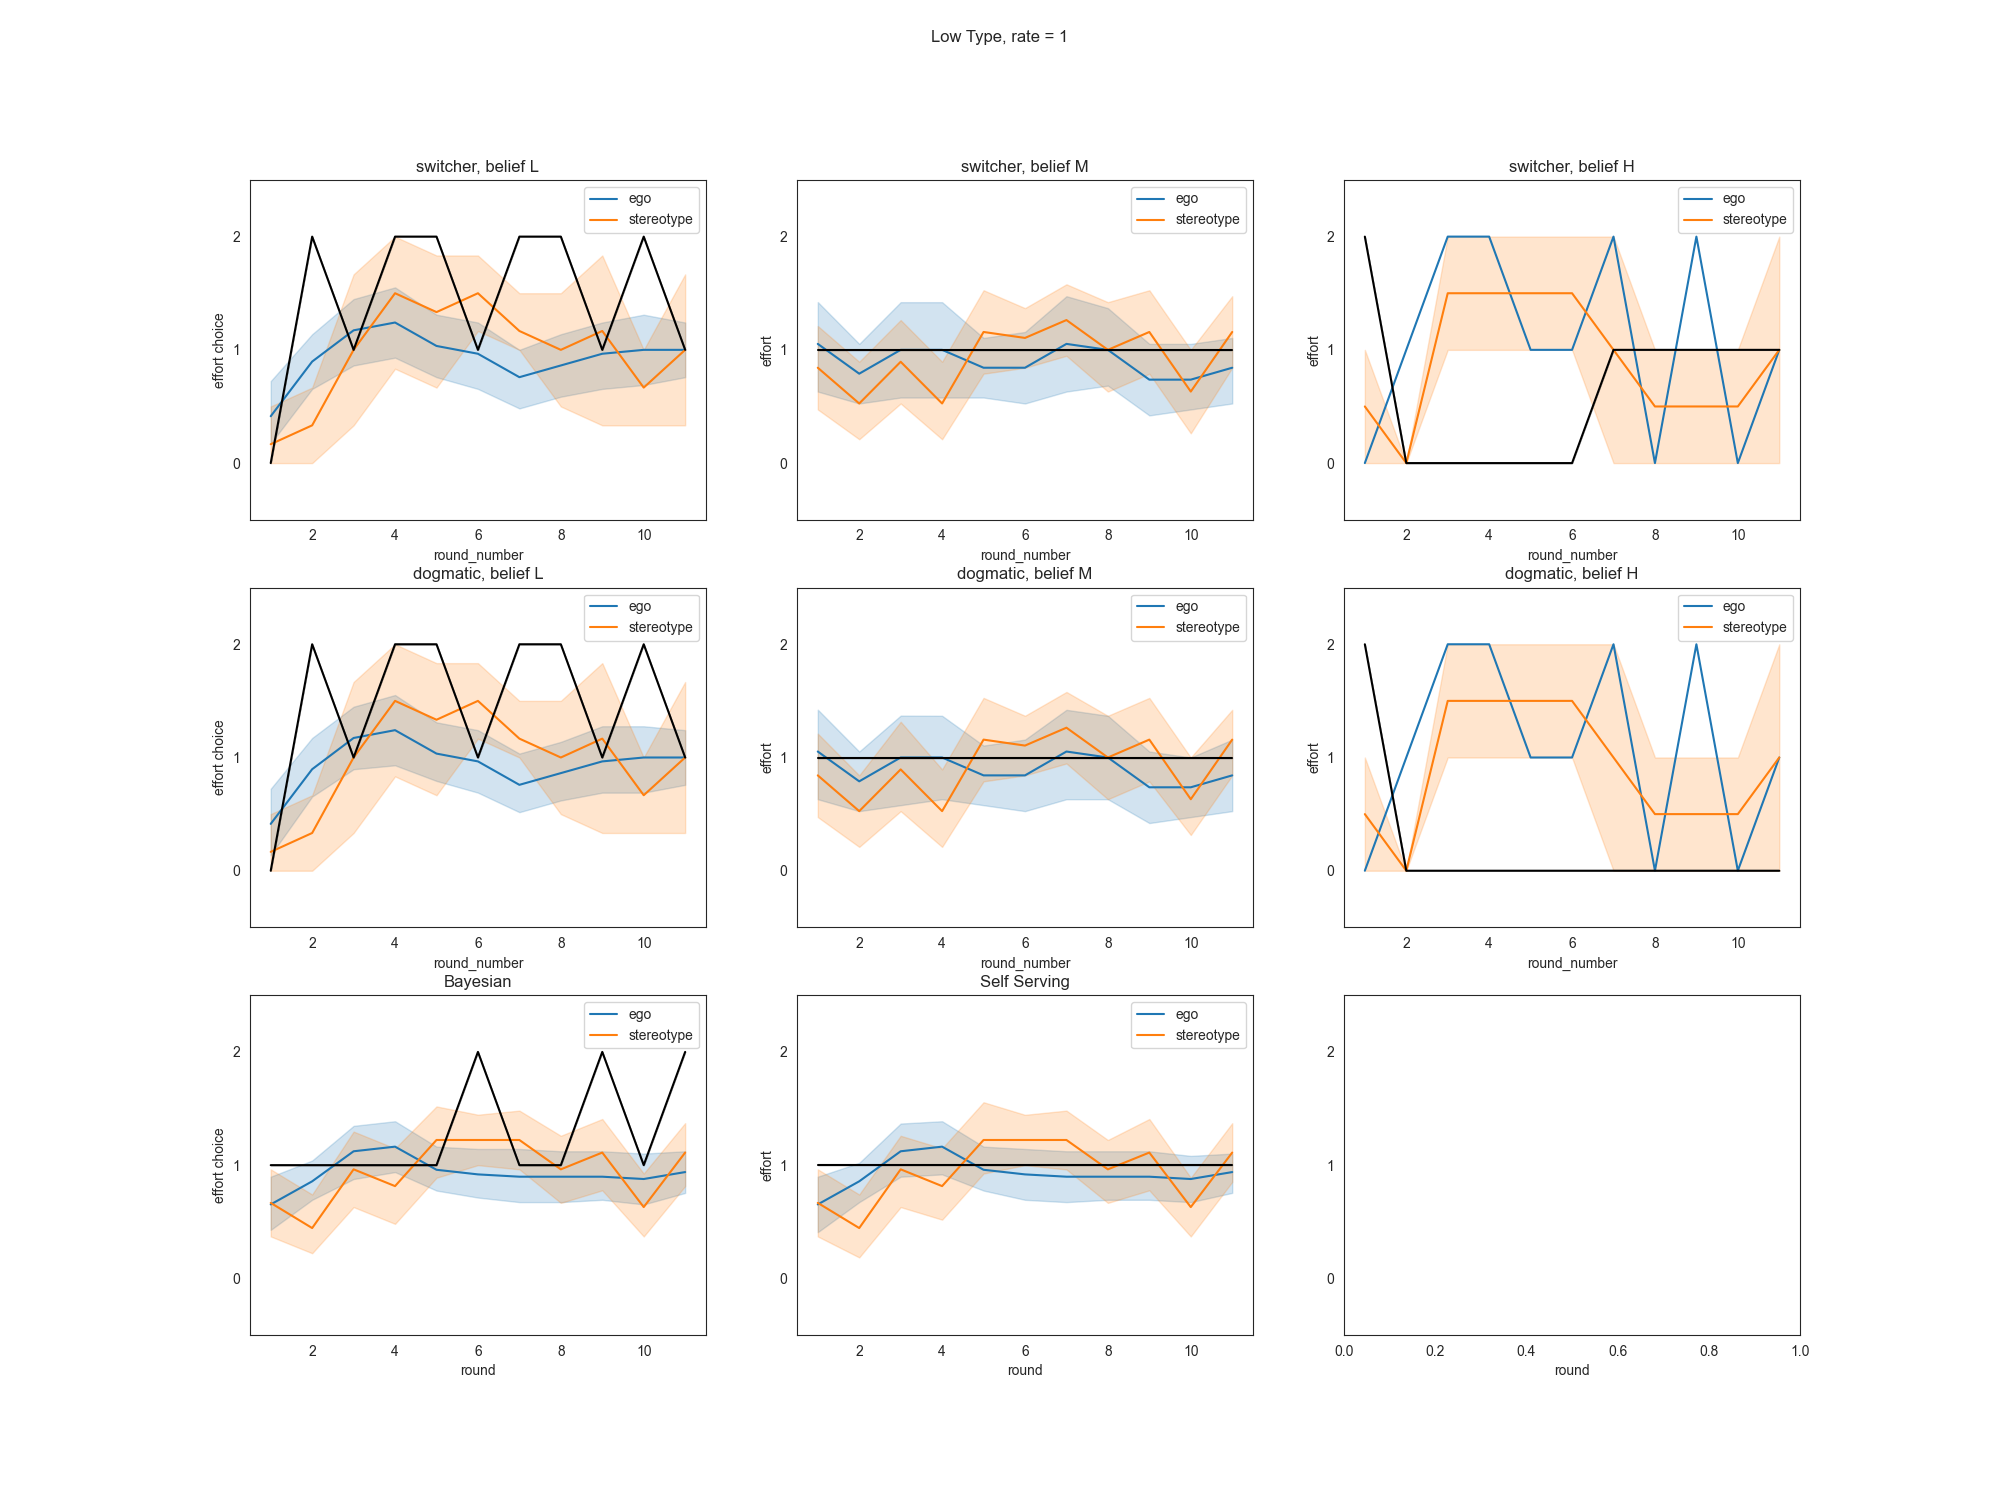 Low Type, rate = 1
switcher, belief L
ego
stereotype
2
1
0
effort choice
2 4 6 8 10
round_number
switcher, belief M
ego
stereotype
2
1
0
effort
2 4 6 8 10
round_number
switcher, belief H
ego
stereotype
2
1
0
effort
2 4 6 8 10
round_number
dogmatic, belief L
ego
stereotype
2
1
0
effort choice
2 4 6 8 10
round_number
dogmatic, belief M
ego
stereotype
2
1
0
effort
2 4 6 8 10
round_number
dogmatic, belief H
ego
stereotype
2
1
0
effort
2 4 6 8 10
round_number
Bayesian
ego
stereotype
2
1
0
effort choice
2 4 6 8 10
round
Self Serving
ego
stereotype
2
1
0
effort
2 4 6 8 10
round
2
1
0
0.0 0.2 0.4 0.6 0.8 1.0
round